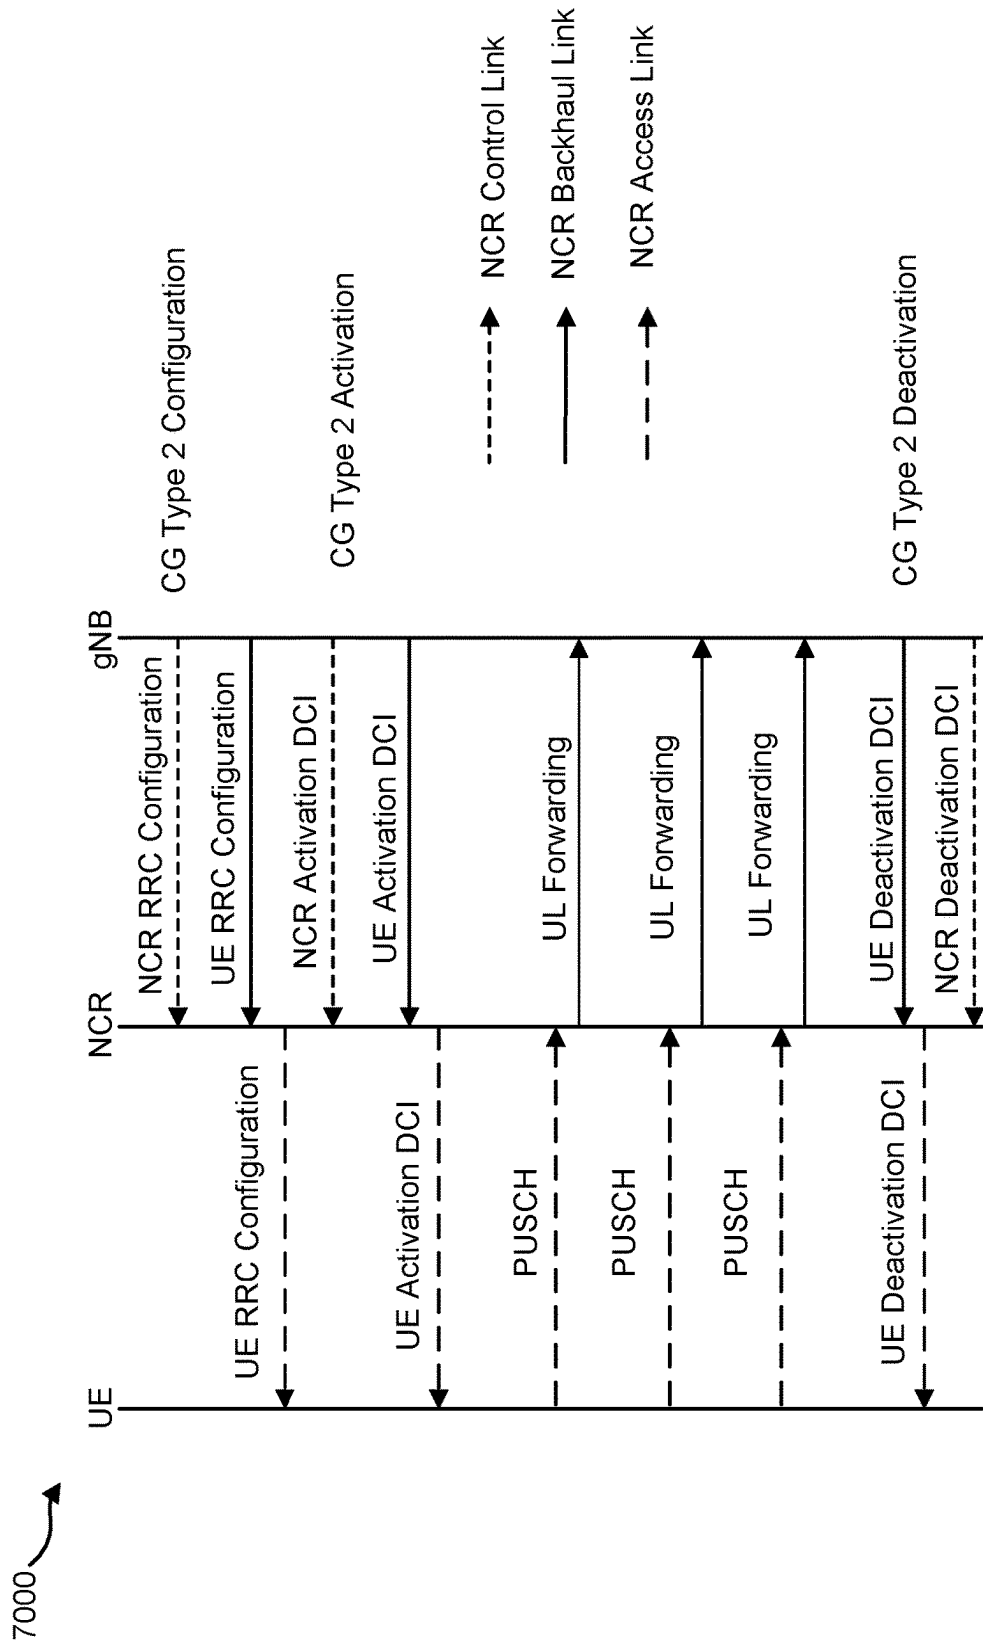 7000
UE
NCR
gNB
NCR RRC Configuration
CG Type 2 Configuration
UE RRC Configuration
UE RRC Configuration
NCR Activation DCI
CG Type 2 Activation
UE Activation DCI
UE Activation DCI
NCR Control Link
PUSCH
UL Forwarding
NCR Backhaul Link
PUSCH
UL Forwarding
NCR Access Link
PUSCH
UL Forwarding
UE Deactivation DCI
UE Deactivation DCI
CG Type 2 Deactivation
NCR Deactivation DCI